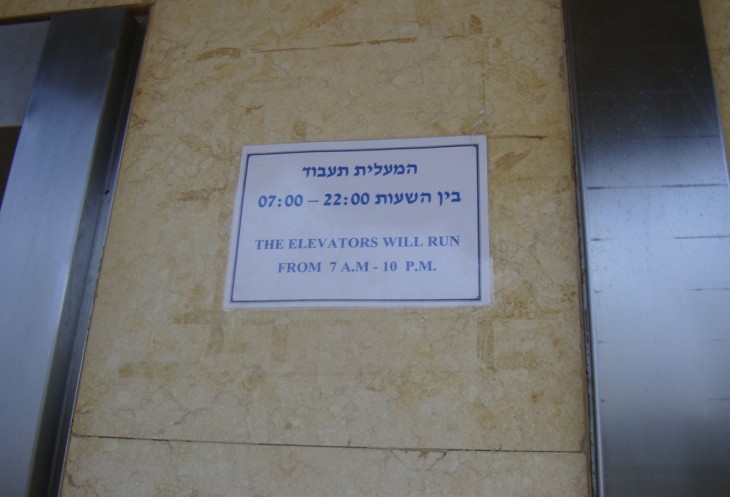 המעלית תעבוד
בין השעות 22:00 – 07:00
THE ELEVATORS WILL RUN
FROM 7 A.M - 10 P.M.